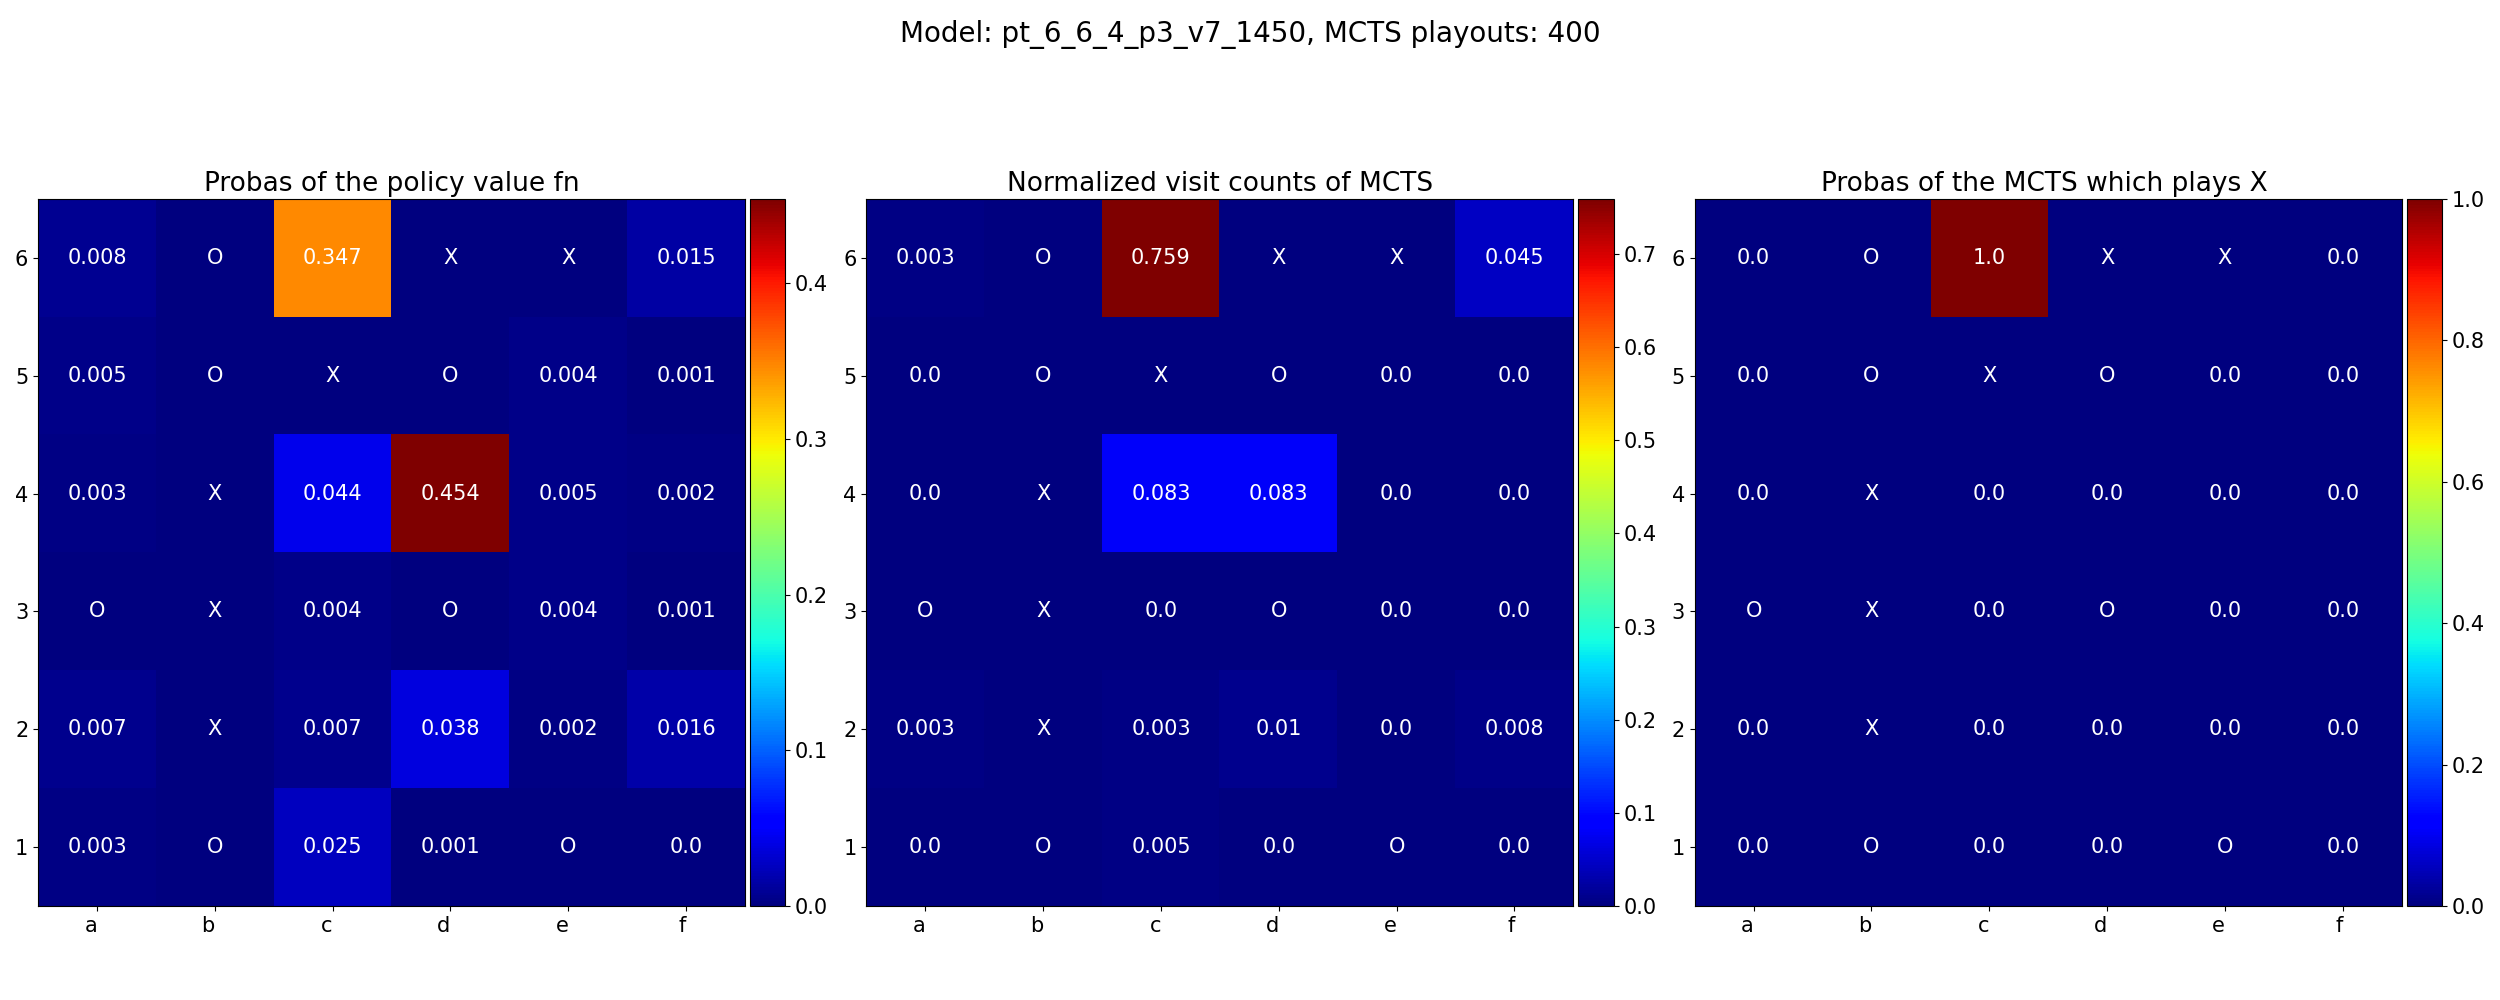 Model: pt_6_6_4_p3_v7_1450, MCTS playouts: 400
Probas of the policy value fn
6 0.008 O 0.347 X X 0.015
5 0.005 O X O 0.004 0.001
4 0.003 X 0.044 0.454 0.005 0.002
3 O X 0.004 O 0.004 0.001
2 0.007 X 0.007 0.038 0.002 0.016
1 0.003 O 0.025 0.001 O 0.0
a b c d e f
0.4
0.3
0.2
0.1
0.0
Normalized visit counts of MCTS
6 0.003 O 0.759 X X 0.045
5 0.0 O X O 0.0 0.0
4 0.0 X 0.083 0.083 0.0 0.0
3 O X 0.0 O 0.0 0.0
2 0.003 X 0.003 0.01 0.0 0.008
1 0.0 O 0.005 0.0 O 0.0
a b c d e f
0.7
0.6
0.5
0.4
0.3
0.2
0.1
0.0
Probas of the MCTS which plays X
6 0.0 O 1.0 X X 0.0
5 0.0 O X O 0.0 0.0
4 0.0 X 0.0 0.0 0.0 0.0
3 O X 0.0 O 0.0 0.0
2 0.0 X 0.0 0.0 0.0 0.0
1 0.0 O 0.0 0.0 O 0.0
a b c d e f
1.0
0.8
0.6
0.4
0.2
0.0